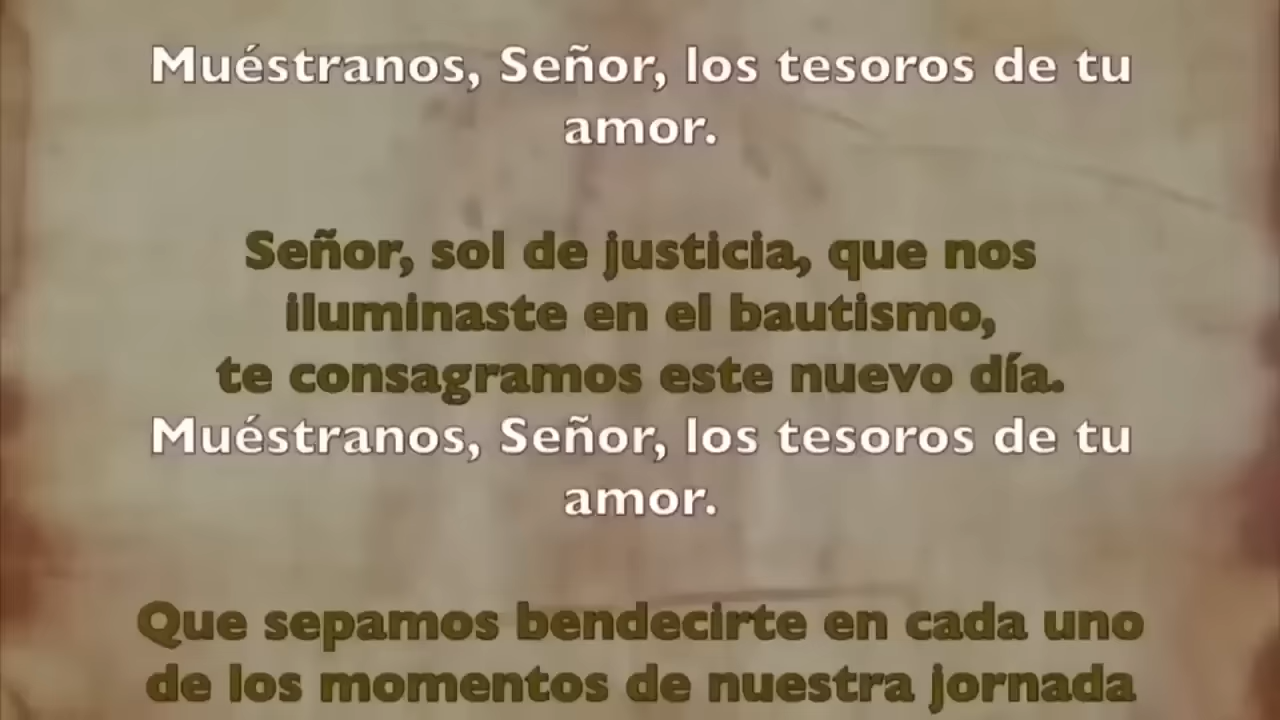 Muéstranos, Señor, los tesoros de tu
amor.
Señor, sol de justicia, que nos
iluminaste en el bautismo,
te consagramos este nuevo día.
Muéstranos, Señor, los tesoros de tu
amor.
Que sepamos bendecirte en cada uno
de los momentos de nuestra jornada